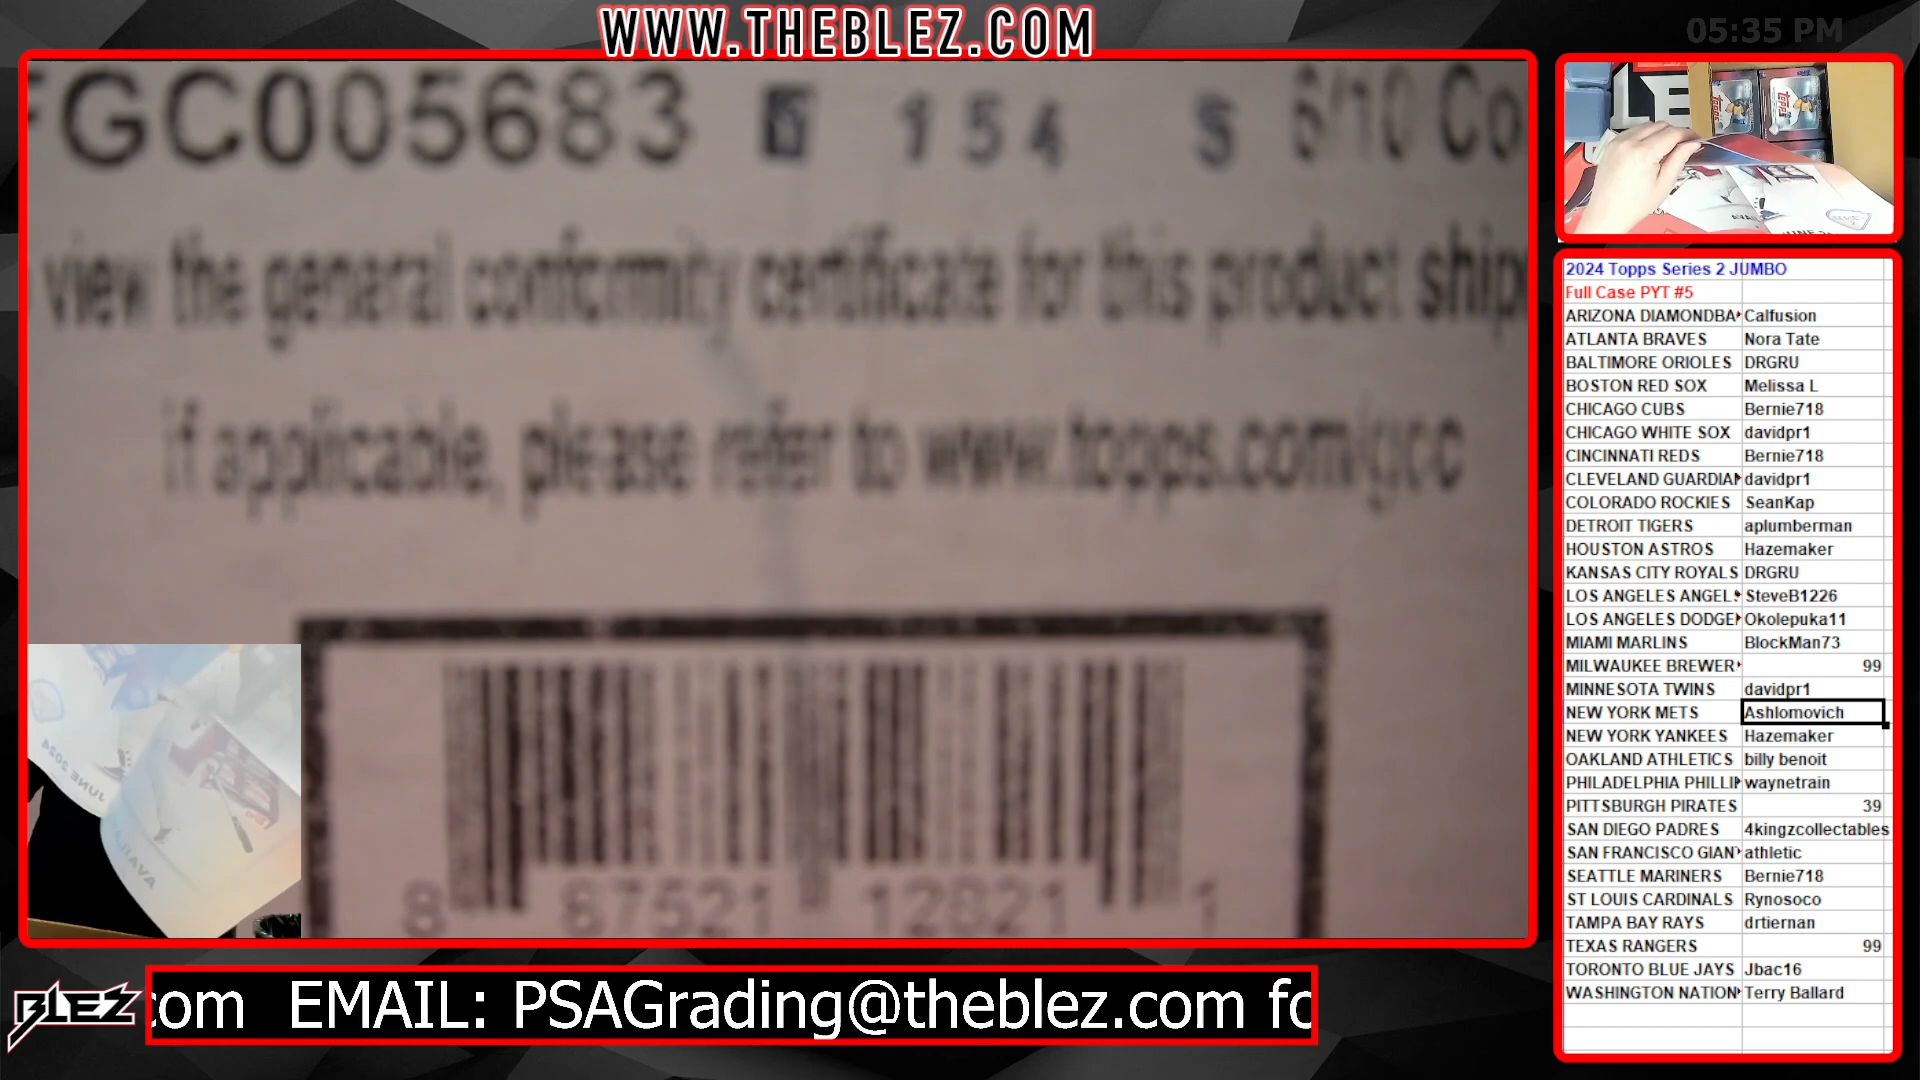 WWW.THEBLEZ.COM
05:35 PM
FGC005683 154 S 6/10 Co
view the general conformity certificate for this product ship
if applicable, please refer to www.topps.com/gcc
8 87521 12821 1
JUNE 2024
BLEZ
com EMAIL: PSAGrading@theblez.com fo
2024 Topps Series 2 JUMBO
Full Case PYT #5
ARIZONA DIAMONDBA Calfusion
ATLANTA BRAVES Nora Tate
BALTIMORE ORIOLES DRGRU
BOSTON RED SOX Melissa L
CHICAGO CUBS Bernie718
CHICAGO WHITE SOX davidpr1
CINCINNATI REDS Bernie718
CLEVELAND GUARDIAN davidpr1
COLORADO ROCKIES SeanKap
DETROIT TIGERS aplumberman
HOUSTON ASTROS Hazemaker
KANSAS CITY ROYALS DRGRU
LOS ANGELES ANGELS SteveB1226
LOS ANGELES DODGE Okolepuka11
MIAMI MARLINS BlockMan73
MILWAUKEE BREWER 99
MINNESOTA TWINS davidpr1
NEW YORK METS Ashlomovich
NEW YORK YANKEES Hazemaker
OAKLAND ATHLETICS billy benoit
PHILADELPHIA PHILLI waynetrain
PITTSBURGH PIRATES 39
SAN DIEGO PADRES 4kingzcollectables
SAN FRANCISCO GIAN athletic
SEATTLE MARINERS Bernie718
ST LOUIS CARDINALS Rynosoco
TAMPA BAY RAYS drtiernan
TEXAS RANGERS 99
TORONTO BLUE JAYS Jbac16
WASHINGTON NATION Terry Ballard